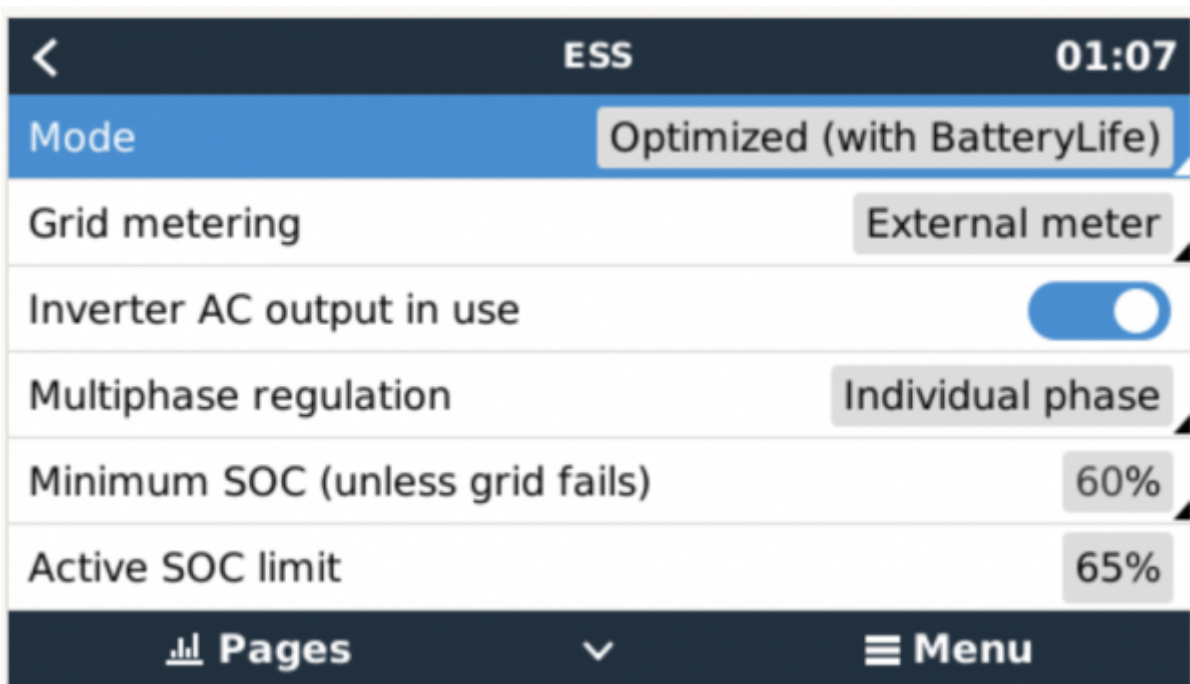 ESS 01:07
Mode Optimized (with BatteryLife)
Grid metering External meter
Inverter AC output in use
Multiphase regulation Individual phase
Minimum SOC (unless grid fails) 60%
Active SOC limit 65%
Pages Menu